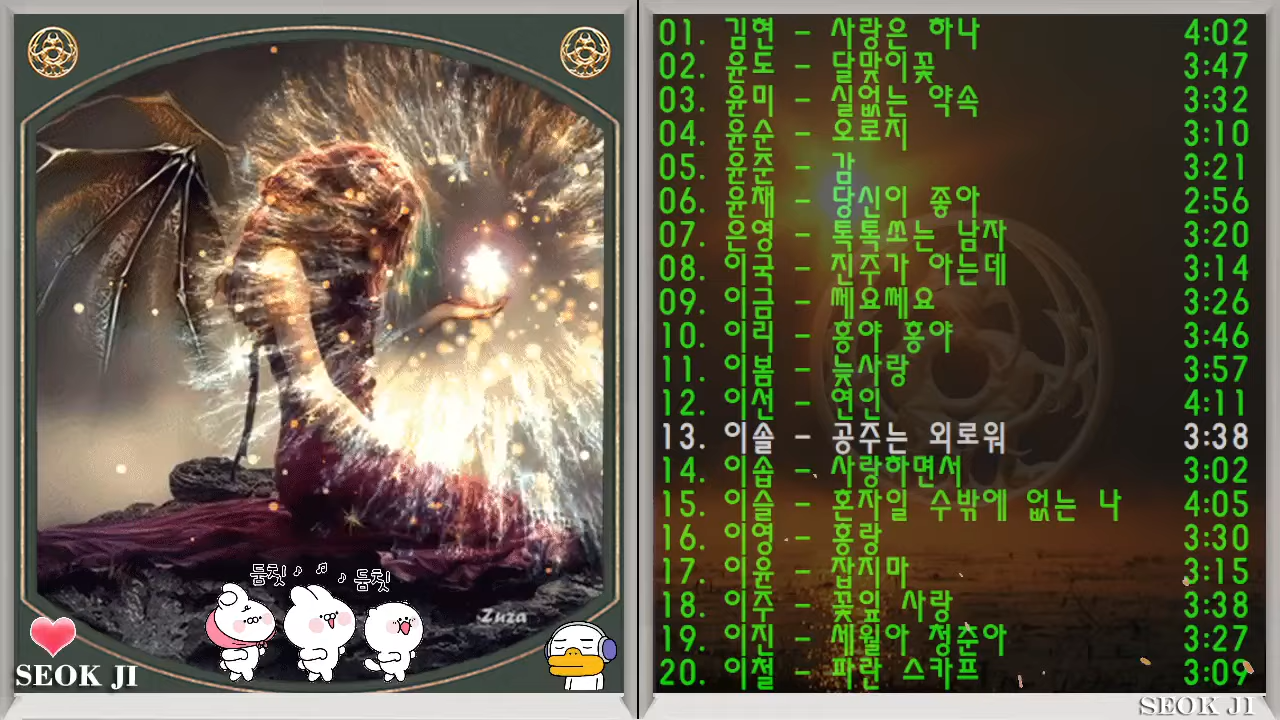 둠칫 ♪ ♬ ♪ 둠칫
Zuza
SEOK JI
01. 김현 - 사랑은 하나 4:02
02. 윤도 - 달맞이꽃 3:47
03. 윤미 - 실없는 약속 3:32
04. 윤수 - 오로지 3:10
05. 윤준 - 감 3:21
06. 윤채 - 당신이 좋아 2:56
07. 은영 - 톡톡쏘는 남자 3:20
08. 이국 - 진주가 아는데 3:14
09. 이금 - 쎄요쎄요 3:26
10. 이리 - 홍야 홍야 3:46
11. 이봄 - 늦사랑 3:57
12. 이선 - 연인 4:11
13. 이솔 - 공주는 외로워 3:38
14. 이솝 - 사랑하면서 3:02
15. 이슬 - 혼자일 수밖에 없는 나 4:05
16. 이영 - 홍랑 3:30
17. 이윤 - 잡지마 3:15
18. 이주 - 꽃잎 사랑 3:38
19. 이진 - 세월아 청춘아 3:27
20. 이철 - 파란 스카프 3:09
SEOK JI